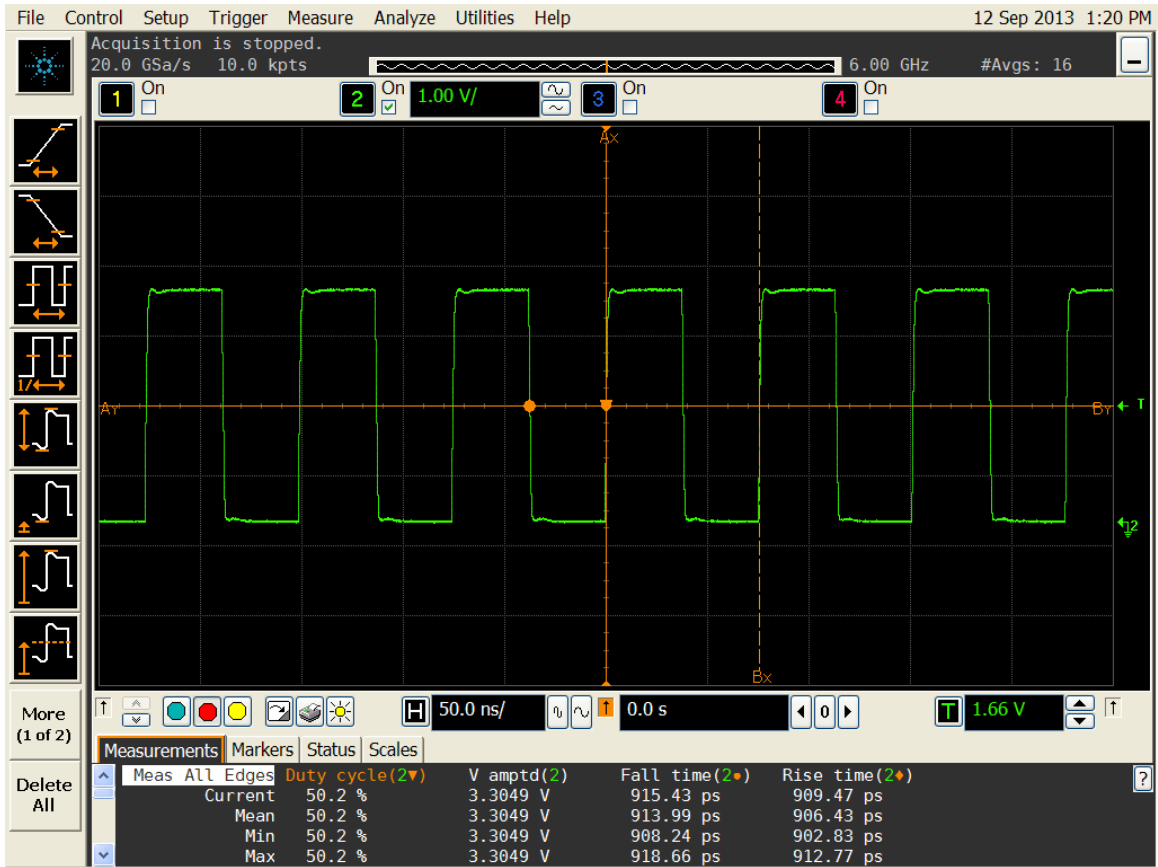 File Control Setup Trigger Measure Analyze Utilities Help 12 Sep 2013 1:20 PM
Acquisition is stopped.
20.0 GSa/s 10.0 kpts 6.00 GHz #Avgs: 16
1 On 2 On 1.00 V/ 3 On 4 On
Ax
1/
AY BY T
2
Bx
More
(1 of 2)
Delete
All
H 50.0 ns/ 0.0 s 0 T 1.66 V
Measurements Markers Status Scales
Meas All Edges Duty cycle(2▼) V amptd(2) Fall time(2●) Rise time(2♦) ?
Current 50.2 % 3.3049 V 915.43 ps 909.47 ps
Mean 50.2 % 3.3049 V 913.99 ps 906.43 ps
Min 50.2 % 3.3049 V 908.24 ps 902.83 ps
Max 50.2 % 3.3049 V 918.66 ps 912.77 ps